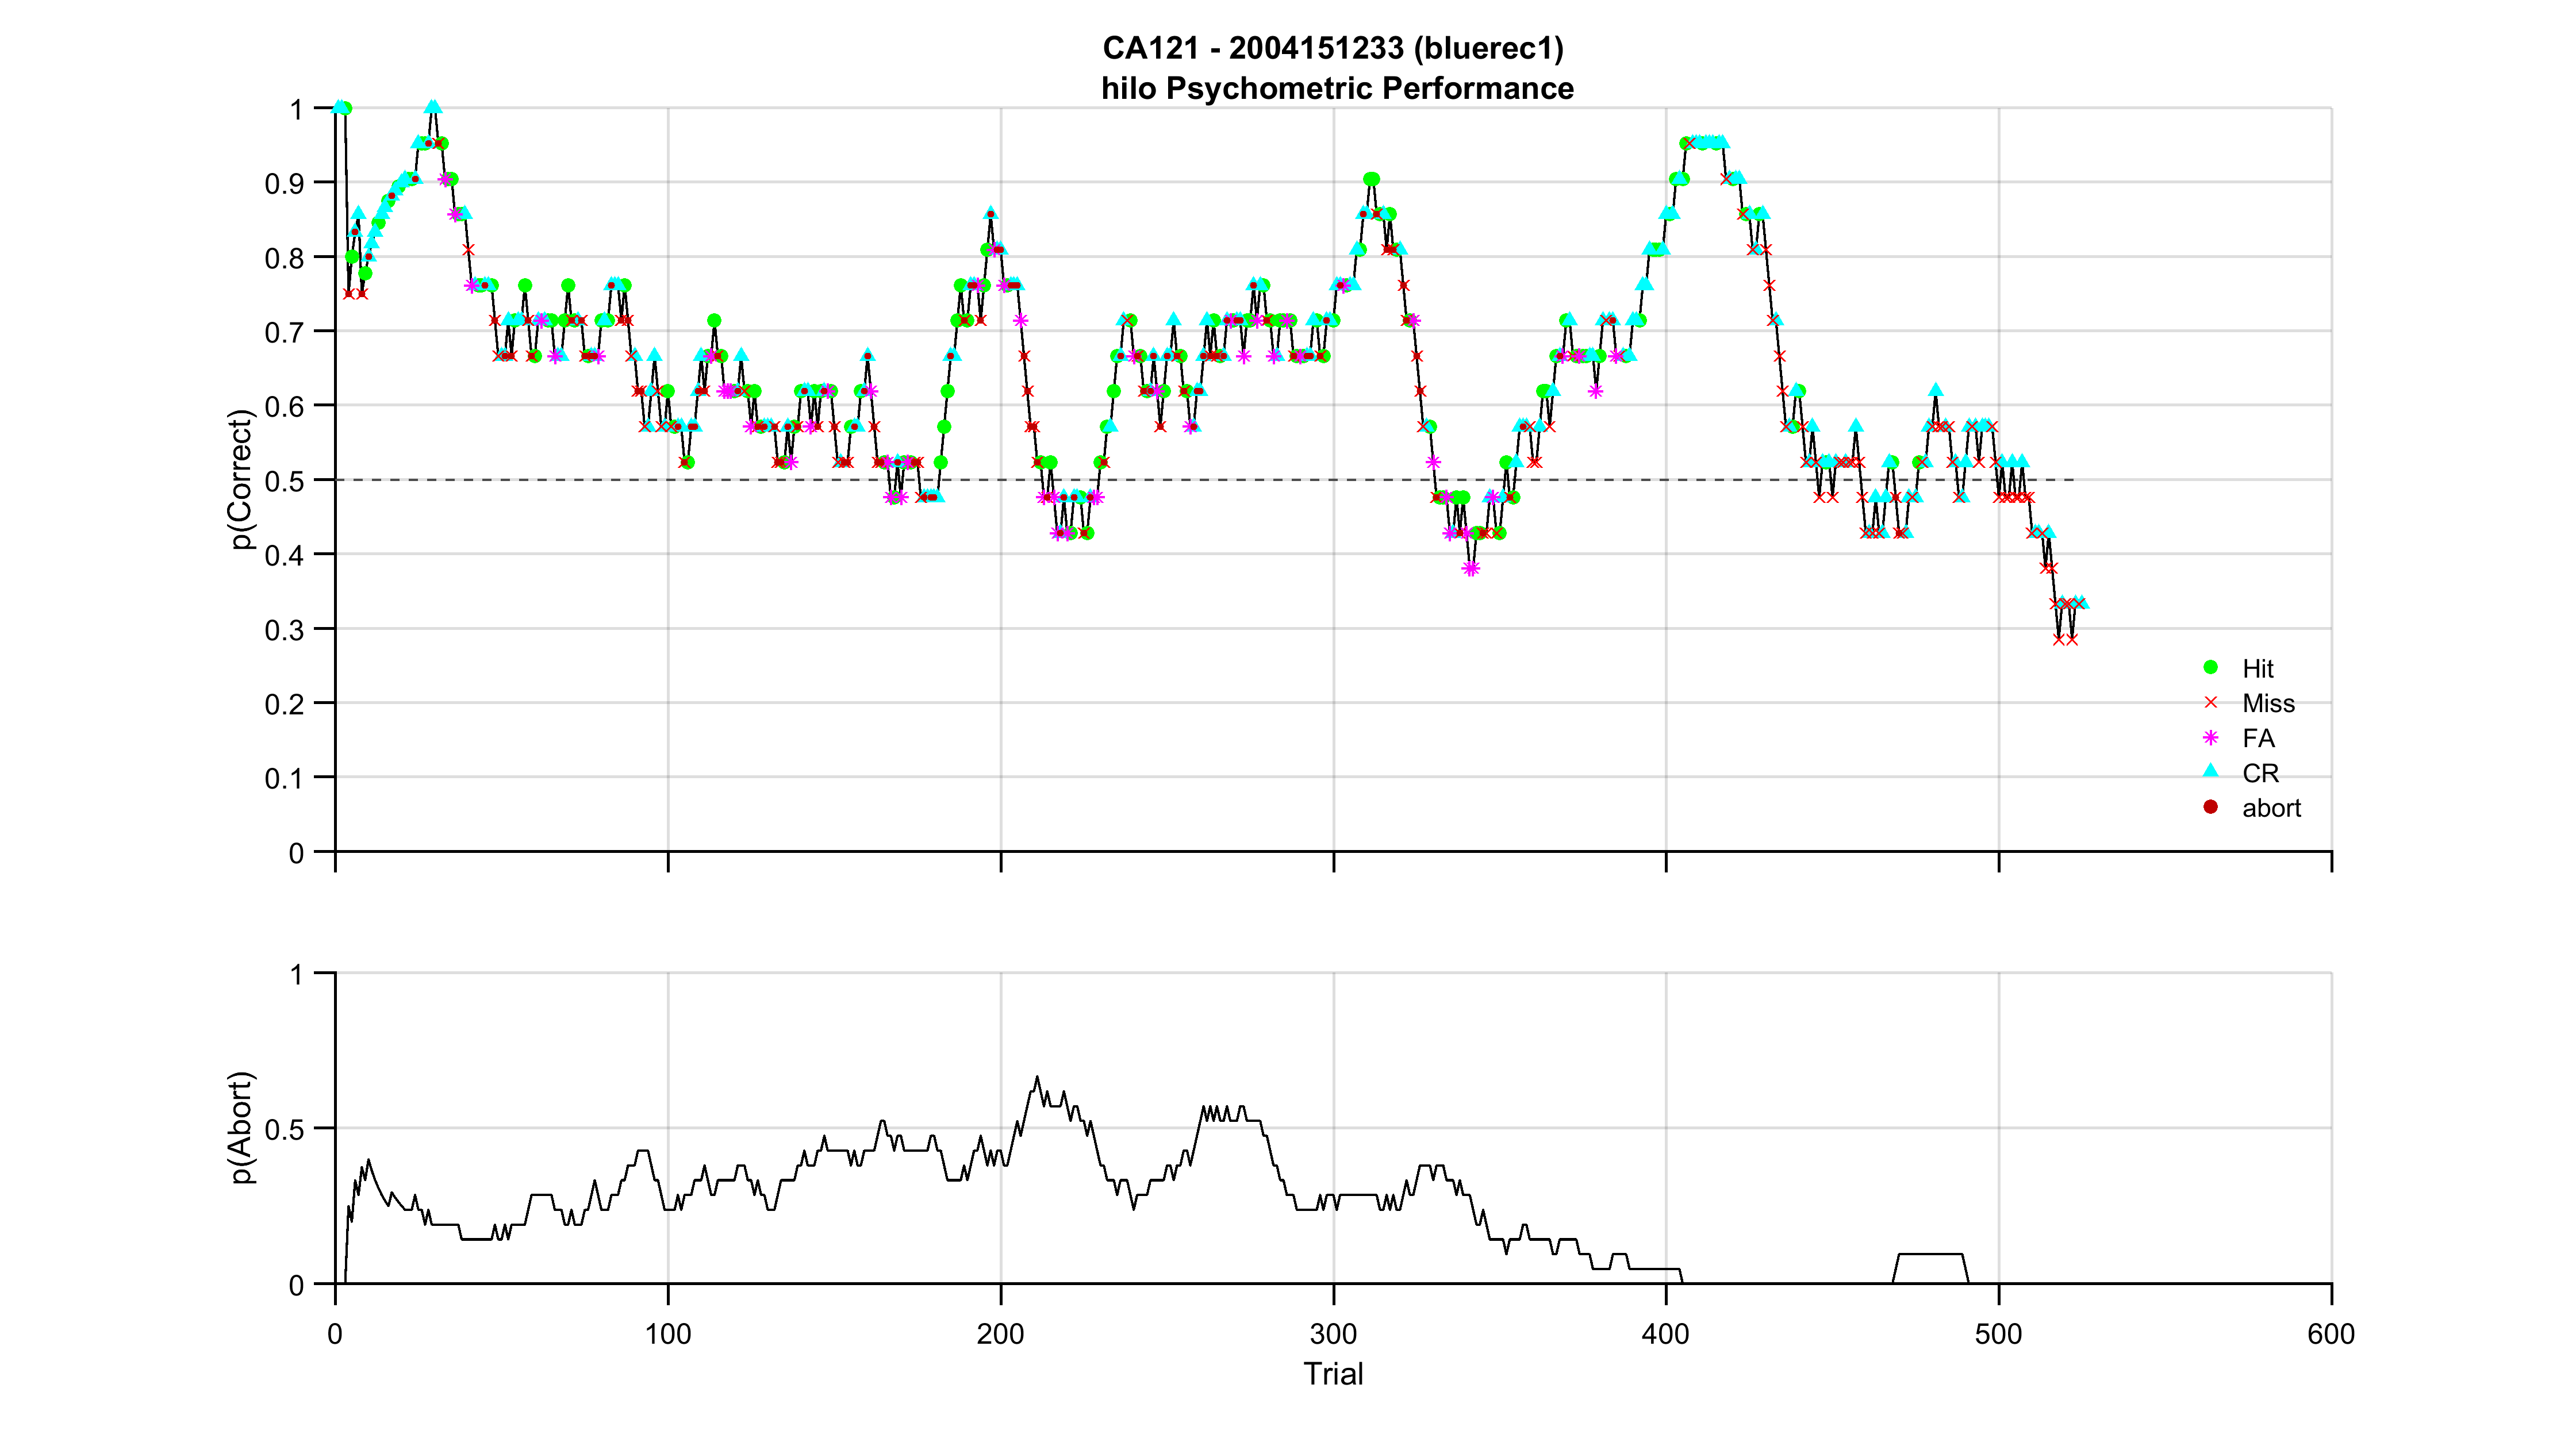 CA121 - 2004151233 (bluerec1)
hilo Psychometric Performance
p(Correct)
1
0.9
0.8
0.7
0.6
0.5
0.4
0.3
0.2
0.1
0
Hit
Miss
FA
CR
abort
p(Abort)
1
0.5
0
0 100 200 300 400 500 600
Trial